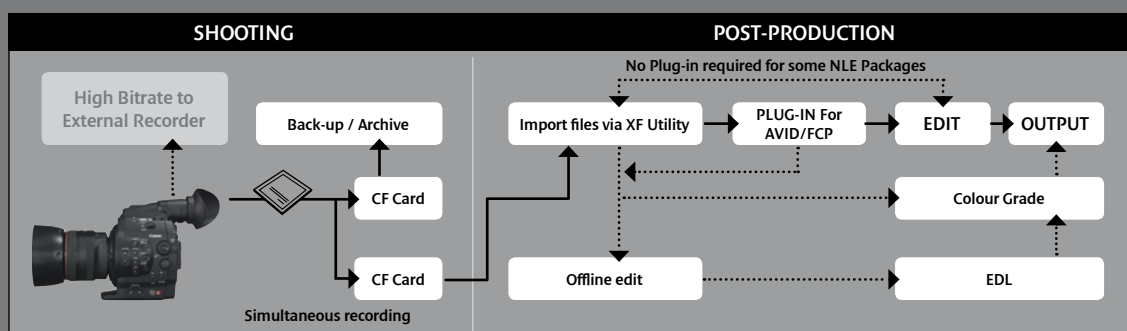 SHOOTING
POST-PRODUCTION
No Plug-in required for some NLE Packages
High Bitrate to
External Recorder
Back-up / Archive
Import files via XF Utility
PLUG-IN For
AVID/FCP
EDIT
OUTPUT
CF Card
Colour Grade
CF Card
Offline edit
EDL
Simultaneous recording